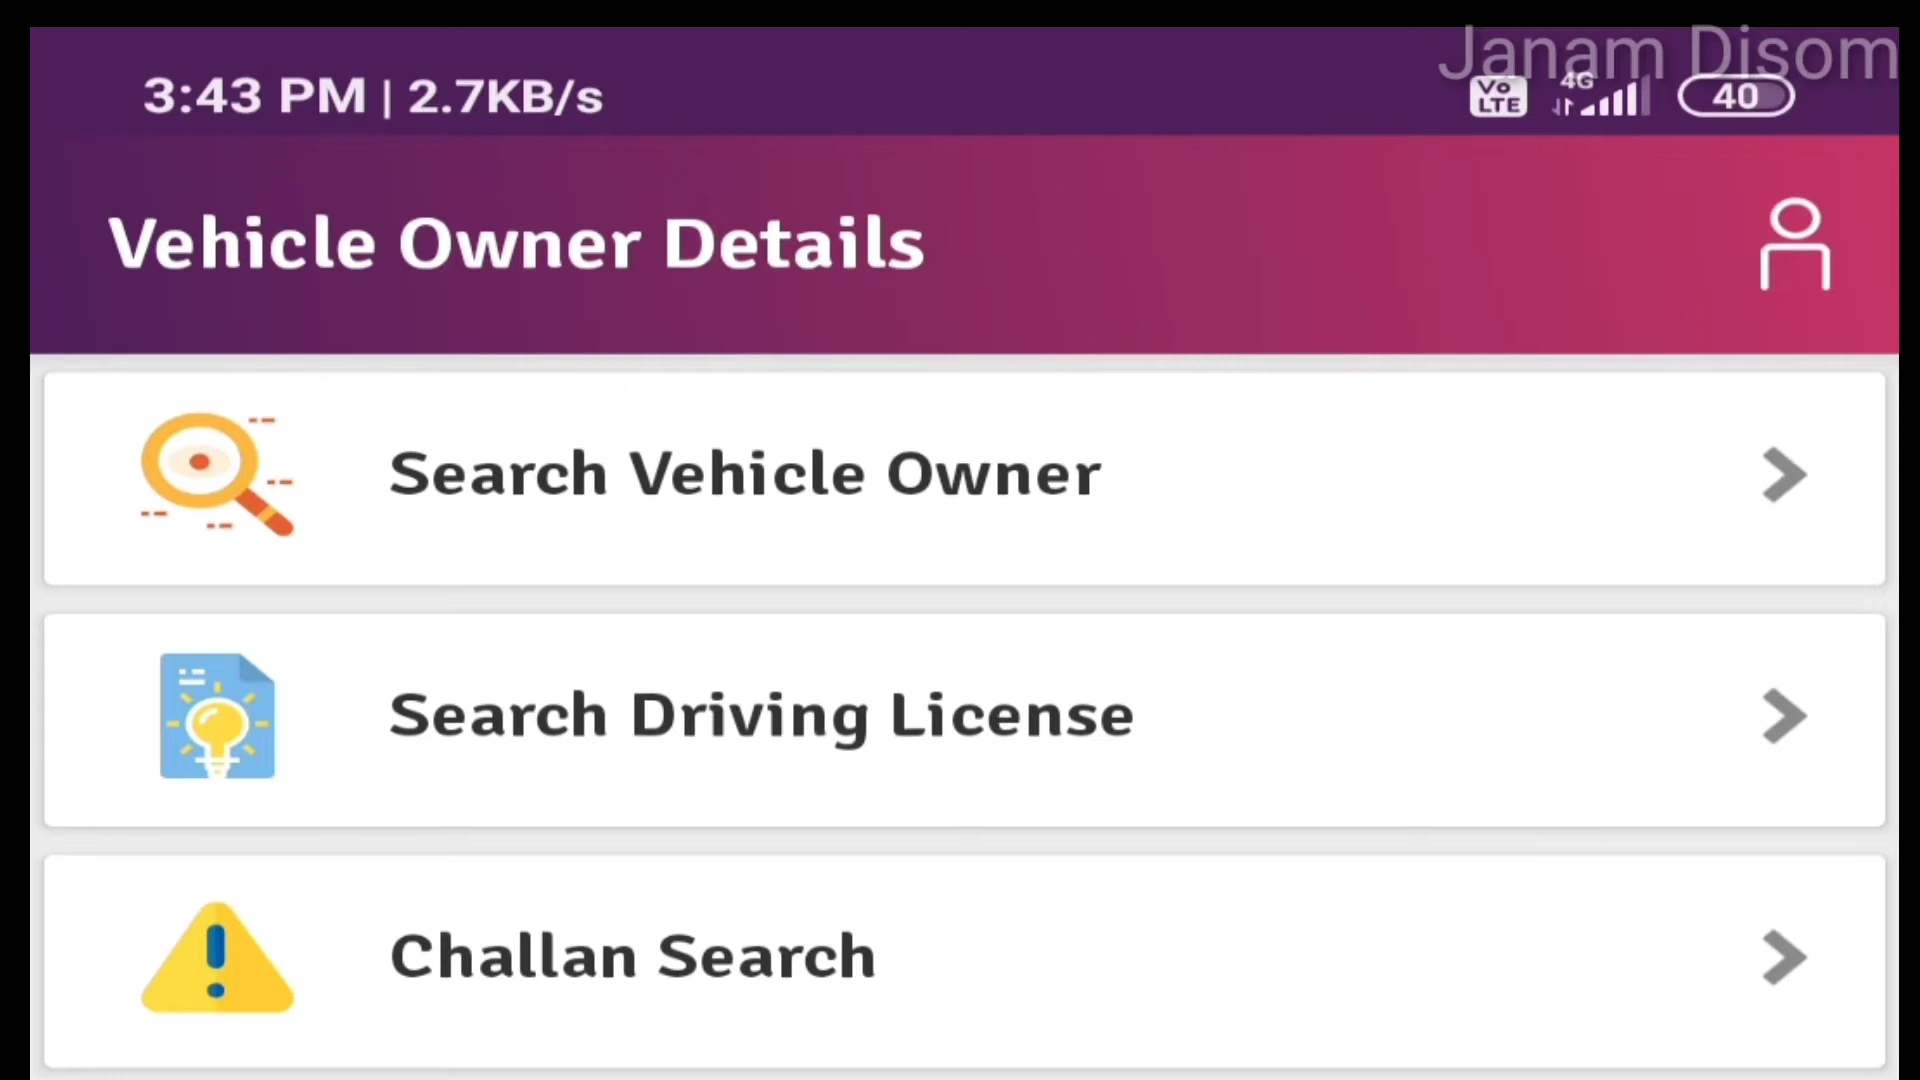 Janam Disom
3:43 PM | 2.7KB/s
Vo LTE 4G 40
Vehicle Owner Details
Search Vehicle Owner
Search Driving License
Challan Search